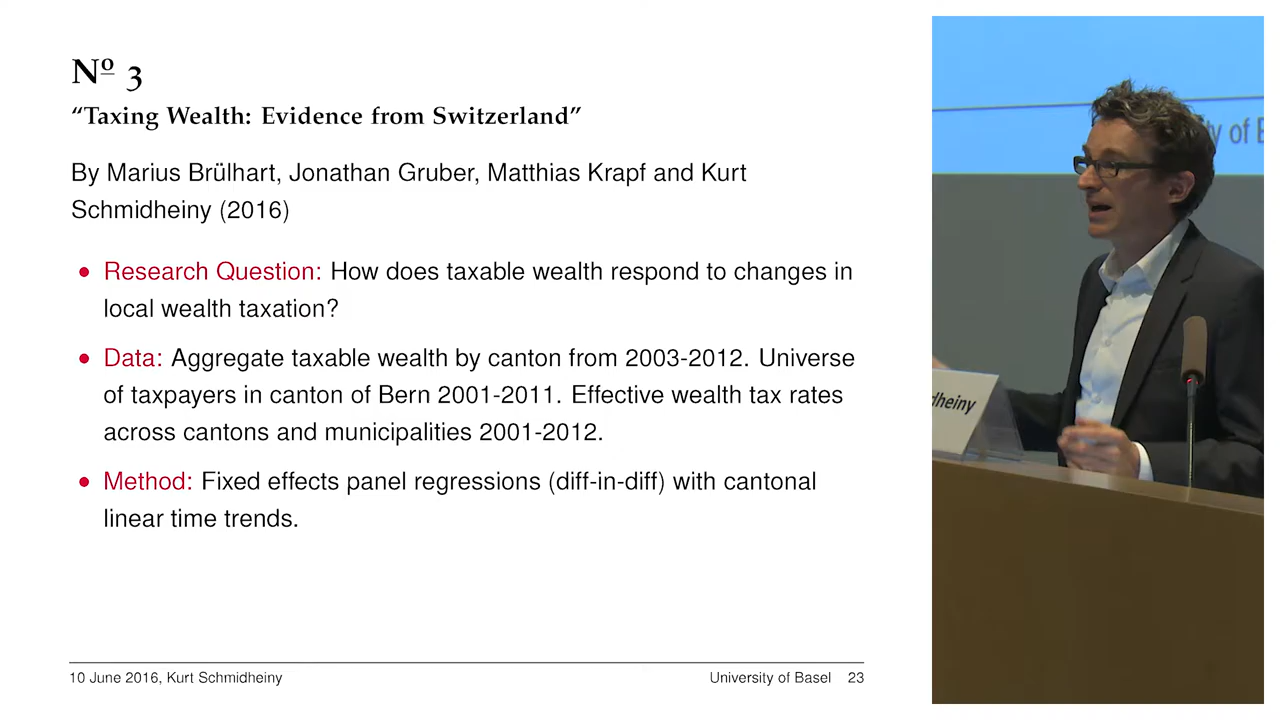 Nº 3
“Taxing Wealth: Evidence from Switzerland”
By Marius Brülhart, Jonathan Gruber, Matthias Krapf and Kurt
Schmidheiny (2016)
• Research Question: How does taxable wealth respond to changes in
local wealth taxation?
• Data: Aggregate taxable wealth by canton from 2003-2012. Universe
of taxpayers in canton of Bern 2001-2011. Effective wealth tax rates
across cantons and municipalities 2001-2012.
• Method: Fixed effects panel regressions (diff-in-diff) with cantonal
linear time trends.
10 June 2016, Kurt Schmidheiny
University of Basel 23
of
dheiny